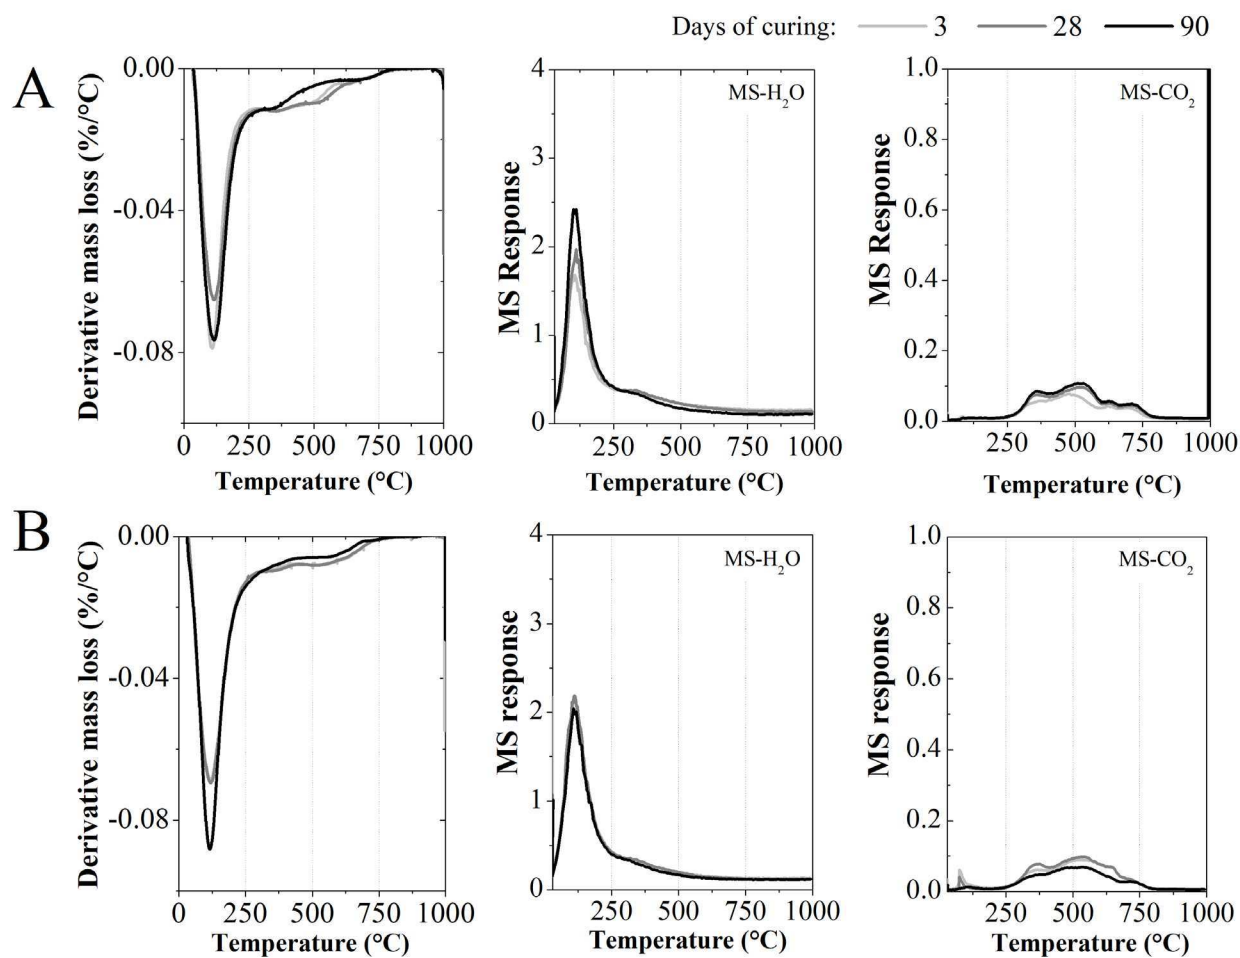 Days of curing: 3 28 90
A
Derivative mass loss (%/°C)
0.00
-0.04
-0.08
0 250 500 750 1000
Temperature (°C)
MS Response
MS-H₂O
4
3
2
1
0
250 500 750 1000
Temperature (°C)
MS Response
MS-CO₂
1.0
0.8
0.6
0.4
0.2
0.0
250 500 750 1000
Temperature (°C)
B
Derivative mass loss (%/°C)
0.00
-0.04
-0.08
0 250 500 750 1000
Temperature (°C)
MS response
MS-H₂O
4
3
2
1
0
250 500 750 1000
Temperature (°C)
MS response
MS-CO₂
1.0
0.8
0.6
0.4
0.2
0.0
250 500 750 1000
Temperature (°C)